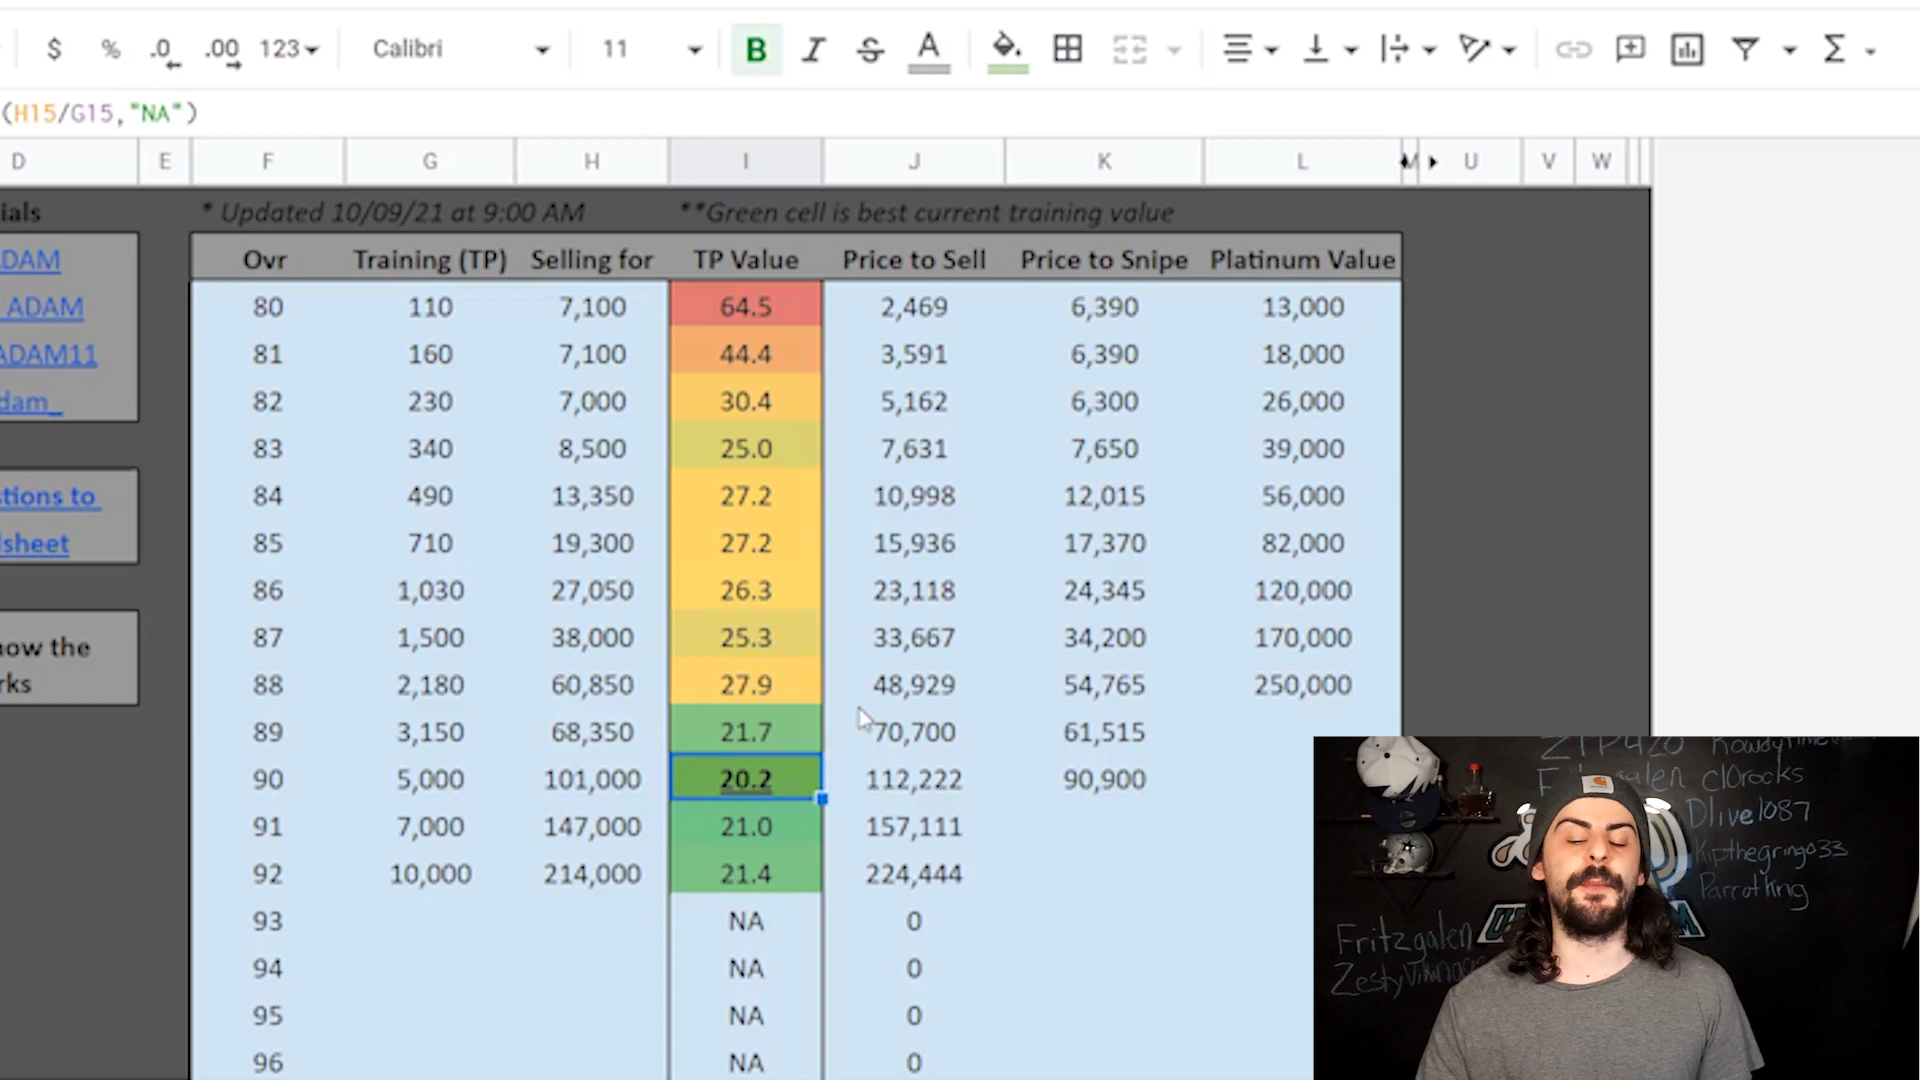 $ % .0 .00 123 Calibri 11 B I S A Σ
(H15/G15,"NA")
D E F G H I J K L M U V W
ials * Updated 10/09/21 at 9:00 AM **Green cell is best current training value
Ovr Training (TP) Selling for TP Value Price to Sell Price to Snipe Platinum Value
DAM
80 110 7,100 64.5 2,469 6,390 13,000
ADAM
81 160 7,100 44.4 3,591 6,390 18,000
ADAM11
82 230 7,000 30.4 5,162 6,300 26,000
dam_
83 340 8,500 25.0 7,631 7,650 39,000
84 490 13,350 27.2 10,998 12,015 56,000
stions to
85 710 19,300 27.2 15,936 17,370 82,000
sheet
86 1,030 27,050 26.3 23,118 24,345 120,000
87 1,500 38,000 25.3 33,667 34,200 170,000
how the
88 2,180 60,850 27.9 48,929 54,765 250,000
rks
89 3,150 68,350 21.7 70,700 61,515
90 5,000 101,000 20.2 112,222 90,900
91 7,000 147,000 21.0 157,111
92 10,000 214,000 21.4 224,444
93 NA 0
94 NA 0
95 NA 0
96 NA 0
cl0rocks
Dlive1087
Kipthegringo33
ParrotKing
Fritzgalen